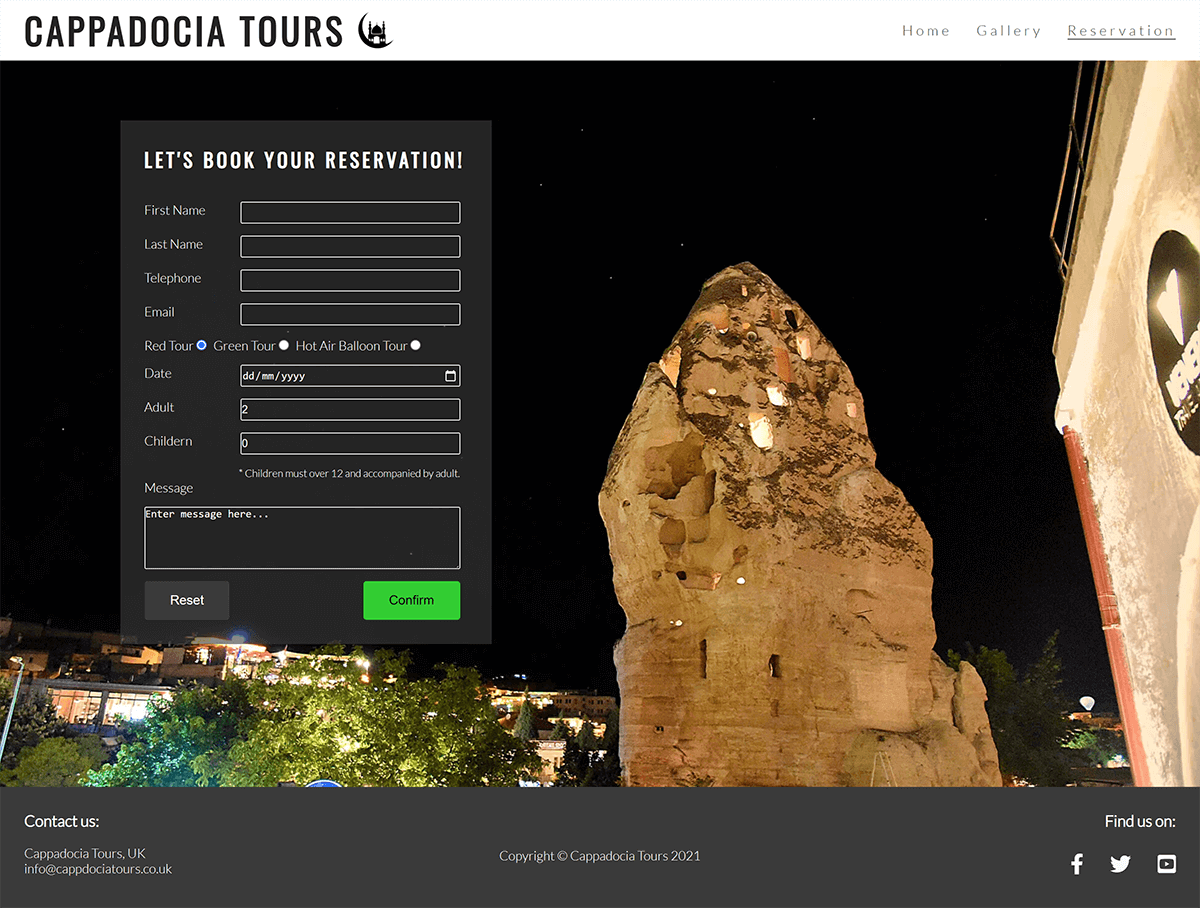 CAPPADOCIA TOURS
Home Gallery Reservation
LET'S BOOK YOUR RESERVATION!
First Name
Last Name
Telephone
Email
Red Tour Green Tour Hot Air Balloon Tour
Date dd/mm/yyyy
Adult 2
Childern 0
* Children must over 12 and accompanied by adult.
Message
Enter message here...
Reset Confirm
Contact us:
Cappadocia Tours, UK
info@cappdociatours.co.uk
Copyright © Cappadocia Tours 2021
Find us on: